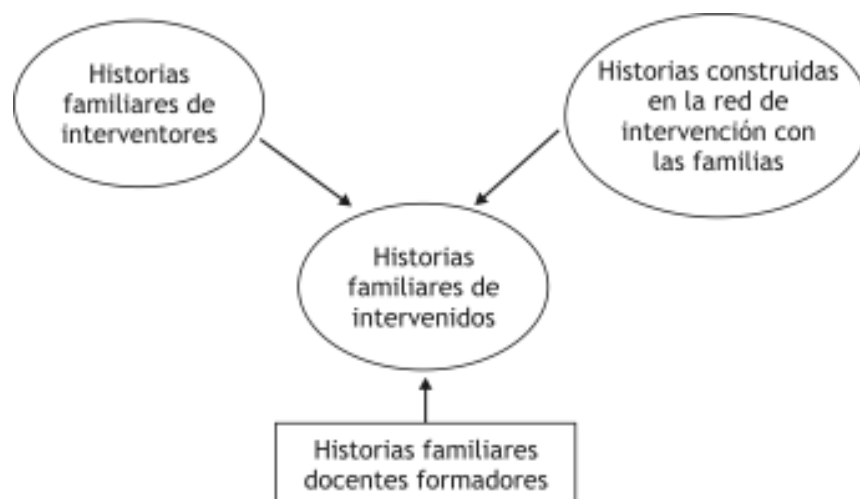 Historias
familiares de
interventores
Historias construidas
en la red de
intervención con
las familias
Historias
familiares de
intervenidos
Historias familiares
docentes formadores